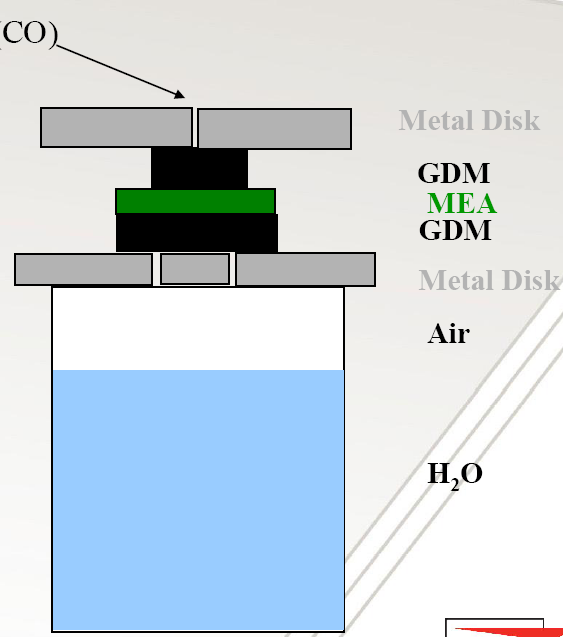 (CO)
Metal Disk
GDM
MEA
GDM
Metal Disk
Air
H₂O